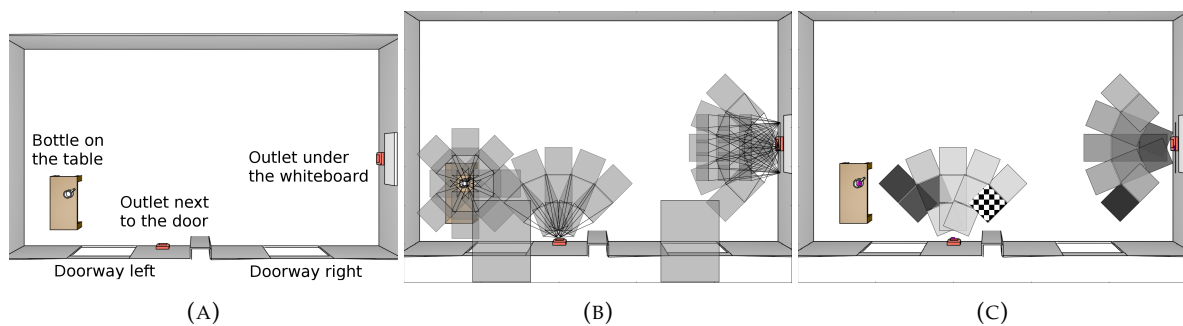 Bottle on
the table
Outlet under
the whiteboard
Outlet next
to the door
Doorway left
Doorway right
(A)
(B)
(C)